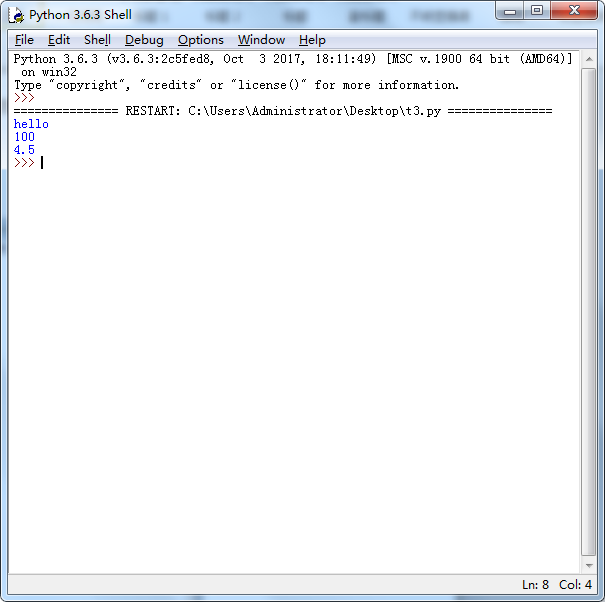 Python 3.6.3 Shell
File Edit Shell Debug Options Window Help
Python 3.6.3 (v3.6.3:2c5fed8, Oct  3 2017, 18:11:49) [MSC v.1900 64 bit (AMD64)]
 on win32
Type "copyright", "credits" or "license()" for more information.
>>>
=============== RESTART: C:\Users\Administrator\Desktop\t3.py ===============
hello
100
4.5
>>>
Ln: 8 Col: 4